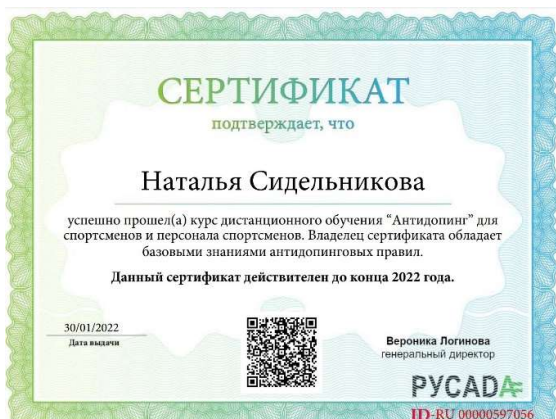 СЕРТИФИКАТ
подтверждает, что
Наталья Сидельникова
успешно прошел(а) курс дистанционного обучения “Антидопинг” для
спортсменов и персонала спортсменов. Владелец сертификата обладает
базовыми знаниями антидопинговых правил.
Данный сертификат действителен до конца 2022 года.
30/01/2022
Дата выдачи
Вероника Логинова
генеральный директор
РУСАДА
ID-RU 00000597056